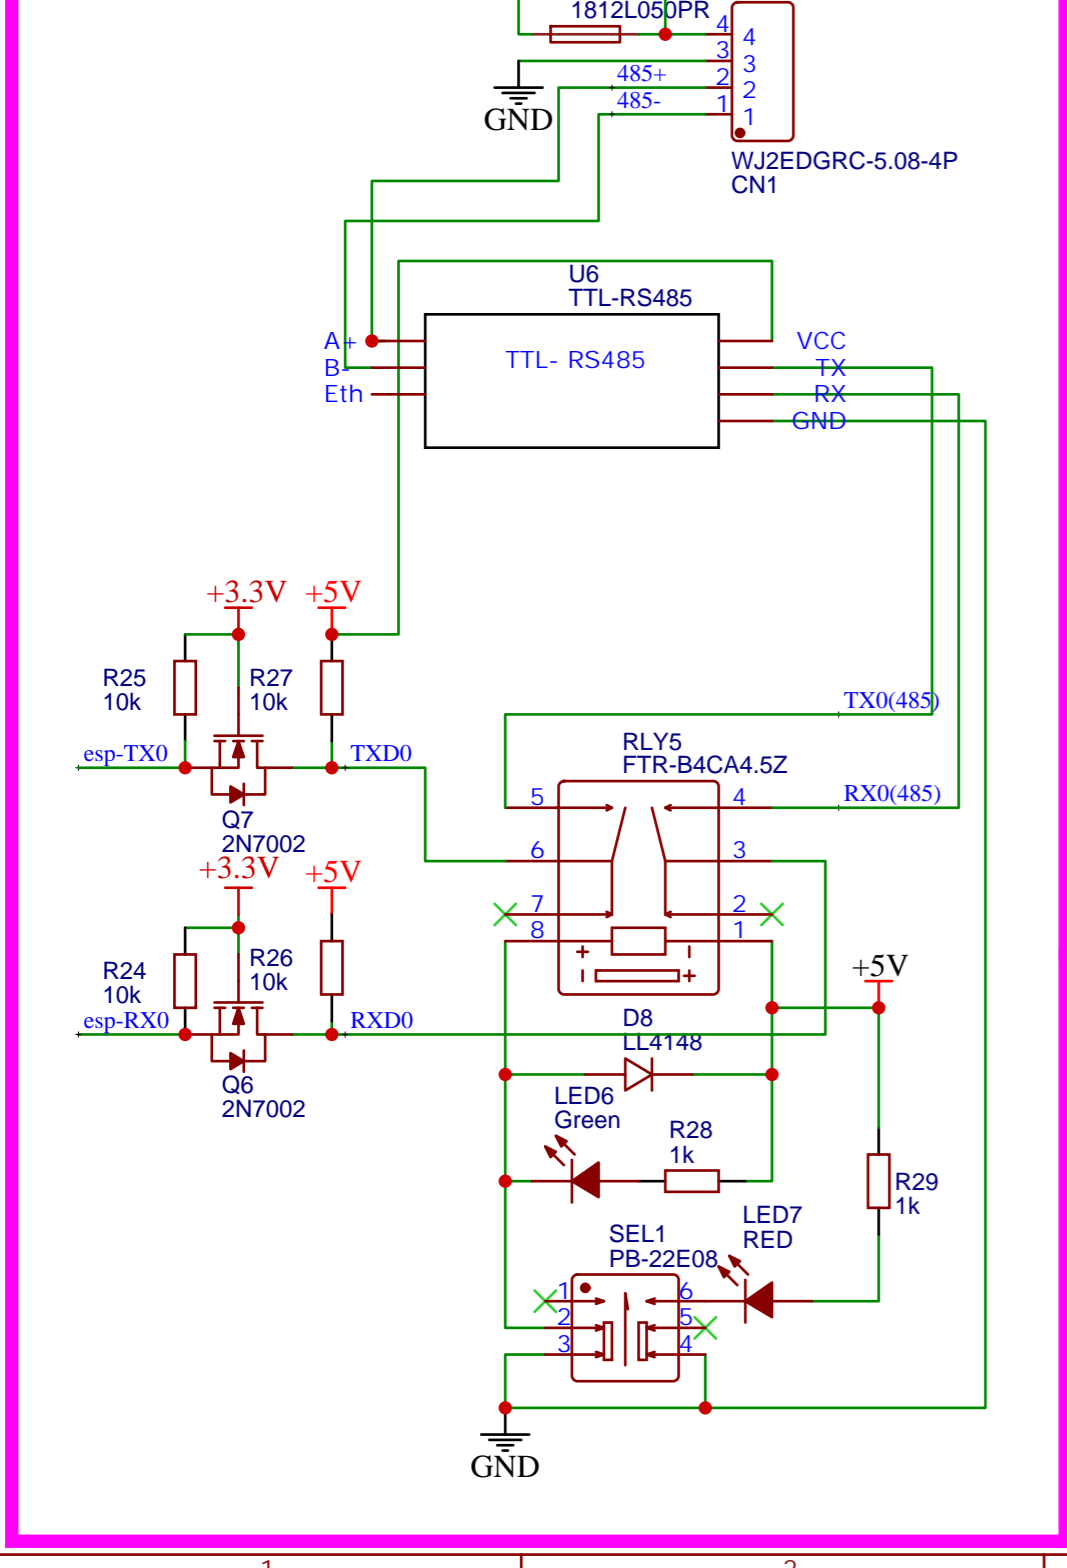 1812L050PR
4
4
3
3
485+
2
2
485-
1
1
GND
WJ2EDGRC-5.08-4P
CN1
U6
TTL-RS485
A+
TTL- RS485
VCC
B-
TX
Eth
RX
GND
+3.3V
+5V
R25
10k
R27
10k
TX0(485)
esp-TX0
TXD0
RLY5
FTR-B4CA4.5Z
5
4
RX0(485)
Q7
2N7002
6
3
+3.3V
+5V
7
2
8
1
+
-
-
+
R24
10k
R26
10k
+5V
esp-RX0
RXD0
D8
LL4148
Q6
2N7002
LED6
Green
R28
1k
R29
1k
LED7
RED
SEL1
PB-22E08
1
6
2
5
3
4
GND
1
2